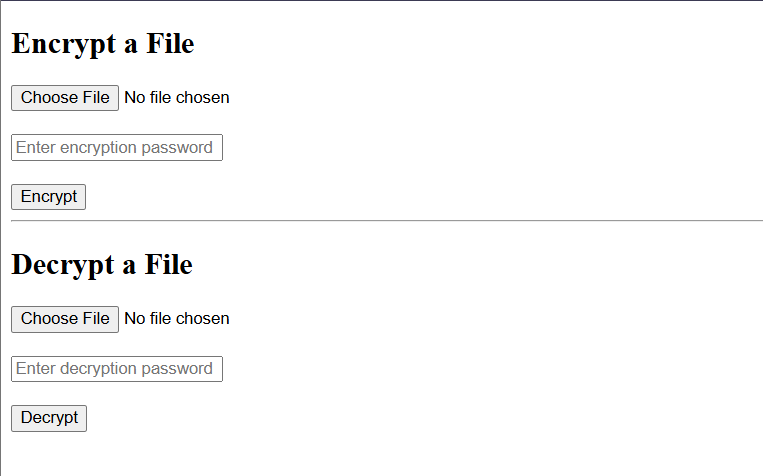 Encrypt a File
Choose File No file chosen
Enter encryption password
Encrypt
Decrypt a File
Choose File No file chosen
Enter decryption password
Decrypt